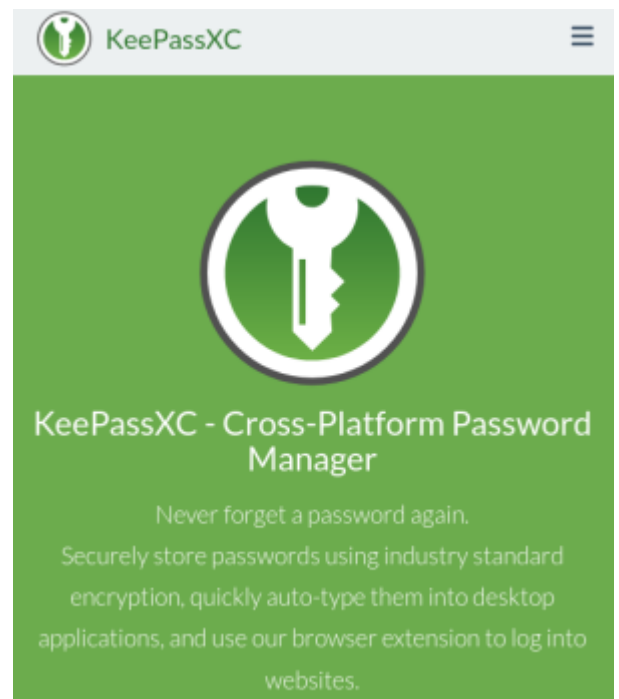 KeePassXC
KeePassXC - Cross-Platform Password
Manager
Never forget a password again.
Securely store passwords using industry standard
encryption, quickly auto-type them into desktop
applications, and use our browser extension to log into
websites.